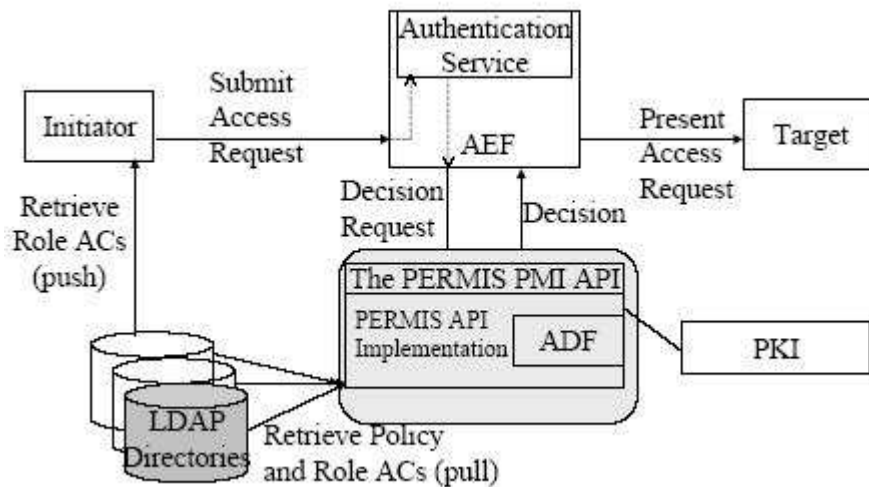 Authentication
Service
Submit
Access
Request
Initiator
AEF
Present
Access
Request
Target
Retrieve
Role ACs
(push)
Decision
Request
Decision
The PERMIS PMI API
PERMIS API
Implementation
ADF
PKI
LDAP
Directories
Retrieve Policy
and Role ACs (pull)